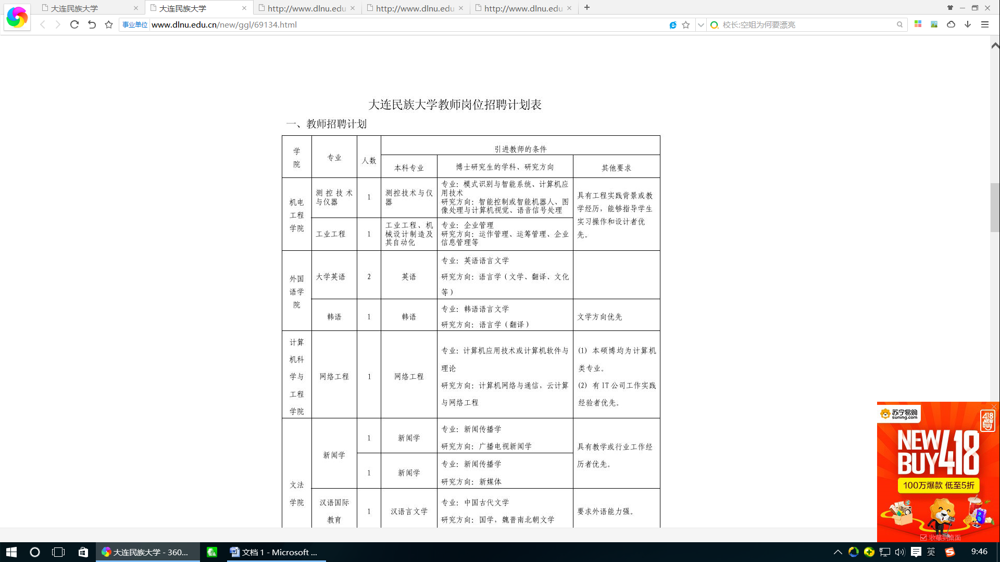 大连民族大学
大连民族大学
http://www.dlnu.edu
http://www.dlnu.edu
http://www.dlnu.edu
事业单位 www.dlnu.edu.cn/new/ggl/69134.html
校长:空姐为何要漂亮
大连民族大学教师岗位招聘计划表
一、教师招聘计划
学
院
专业
人数
引进教师的条件
本科专业
博士研究生的学科、研究方向
其他要求
机电
工程
学院
测控技术
与仪器
1
测控技术与仪
器
专业：模式识别与智能系统、计算机应
用技术
研究方向：智能控制或智能机器人、图
像处理与计算机视觉、语音信号处理
具有工程实践背景或教
学经历，能够指导学生
实习操作和设计者优
先。
工业工程
1
工业工程、机
械设计制造及
其自动化
专业：企业管理
研究方向：运作管理、运筹管理、企业
信息管理等
外国
语学
院
大学英语
2
英语
专业：英语语言文学
研究方向：语言学（文学、翻译、文化
等）
韩语
1
韩语
专业：韩语语言文学
研究方向：语言学（翻译）
文学方向优先
计算
机科
学与
工程
学院
网络工程
1
网络工程
专业：计算机应用技术或计算机软件与
理论
研究方向：计算机网络与通信，云计算
与网络工程
(1) 本硕博均为计算机
类专业。
(2) 有 IT 公司工作实践
经验者优先。
文法
学院
新闻学
1
新闻学
专业：新闻传播学
研究方向：广播电视新闻学
具有教学或行业工作经
历者优先。
1
新闻学
专业：新闻传播学
研究方向：新媒体
汉语国际
教育
1
汉语言文学
专业：中国古代文学
研究方向：国学，魏晋南北朝文学
要求外语能力强。
苏宁易购
suning.com
418
New
buy
NEW
BUY 418
100万爆款 低至5折
收藏到桌面
大连民族大学 - 360...
文档 1 - Microsoft ...
英
9:46